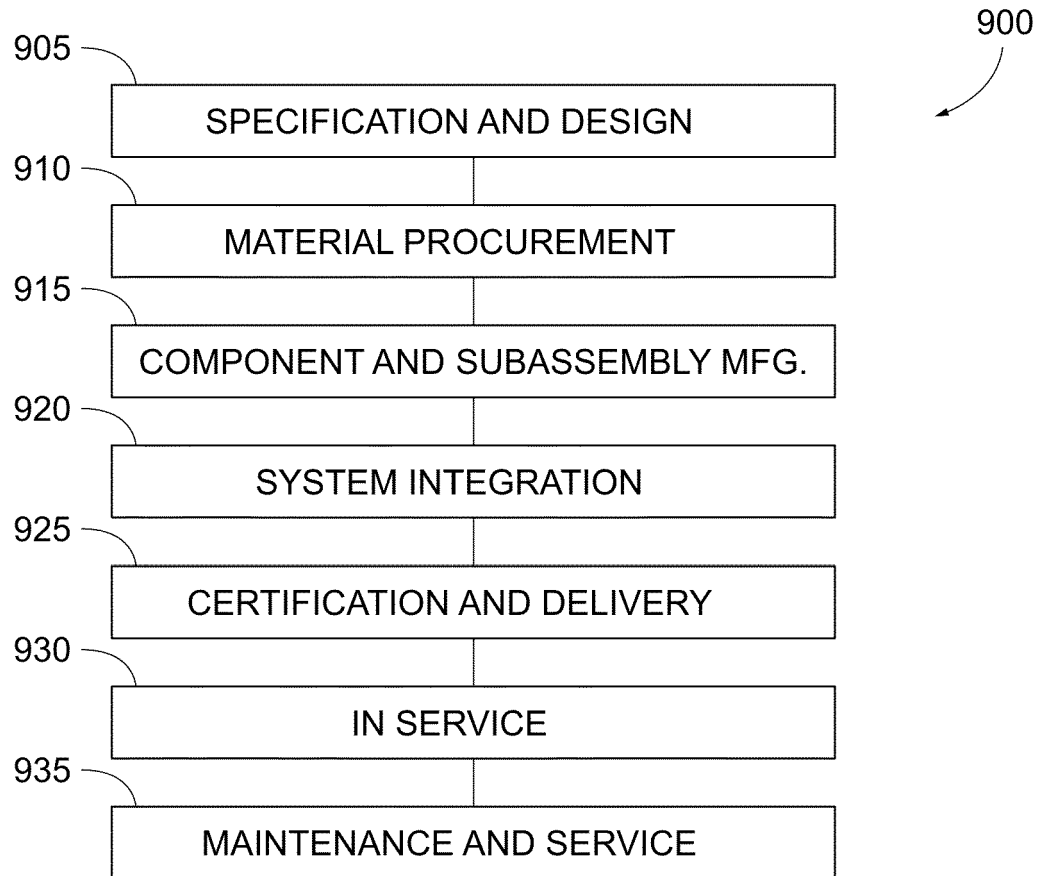 900
905
SPECIFICATION AND DESIGN
910
MATERIAL PROCUREMENT
915
COMPONENT AND SUBASSEMBLY MFG.
920
SYSTEM INTEGRATION
925
CERTIFICATION AND DELIVERY
930
IN SERVICE
935
MAINTENANCE AND SERVICE